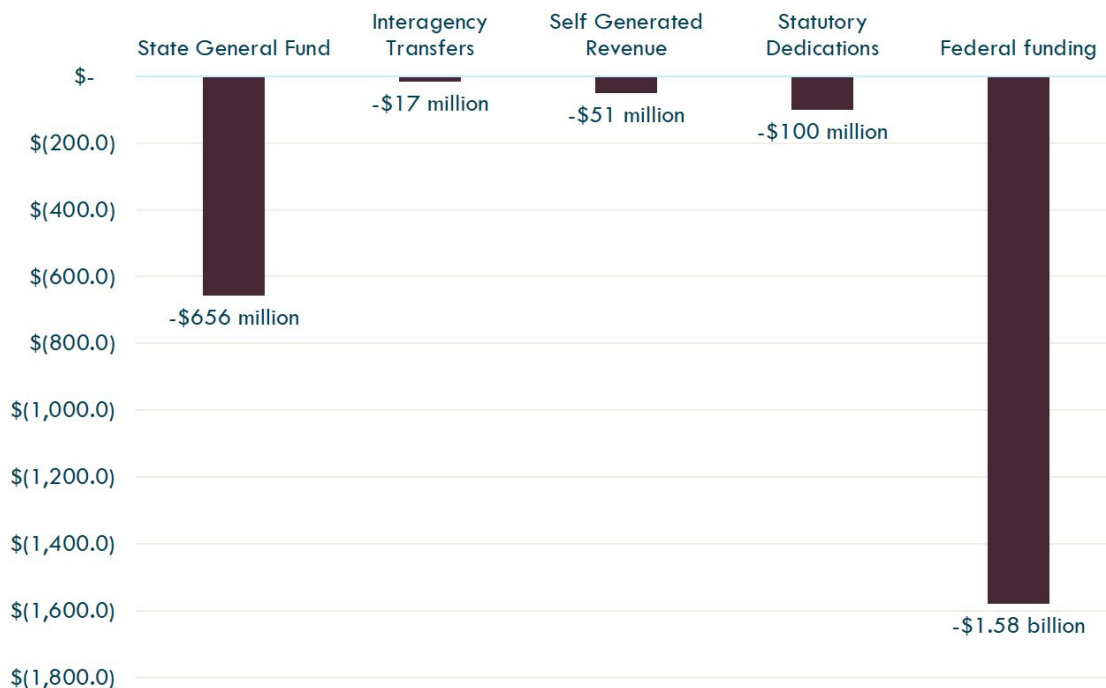 State General Fund
Interagency
Transfers
Self Generated
Revenue
Statutory
Dedications
Federal funding
$-
$(200.0)
$(400.0)
$(600.0)
$(800.0)
$(1,000.0)
$(1,200.0)
$(1,400.0)
$(1,600.0)
$(1,800.0)
-$656 million
-$17 million
-$51 million
-$100 million
-$1.58 billion